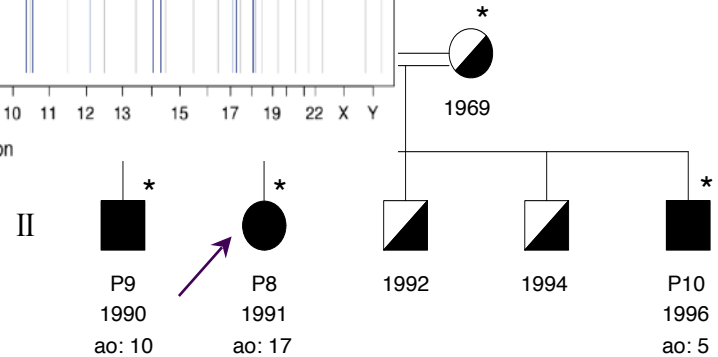 *
10 11 12 13 15 17 19 22 X Y
1969
on
* * *
II
P9 P8 1992 1994 P10
1990 1991 1996
ao: 10 ao: 17 ao: 5